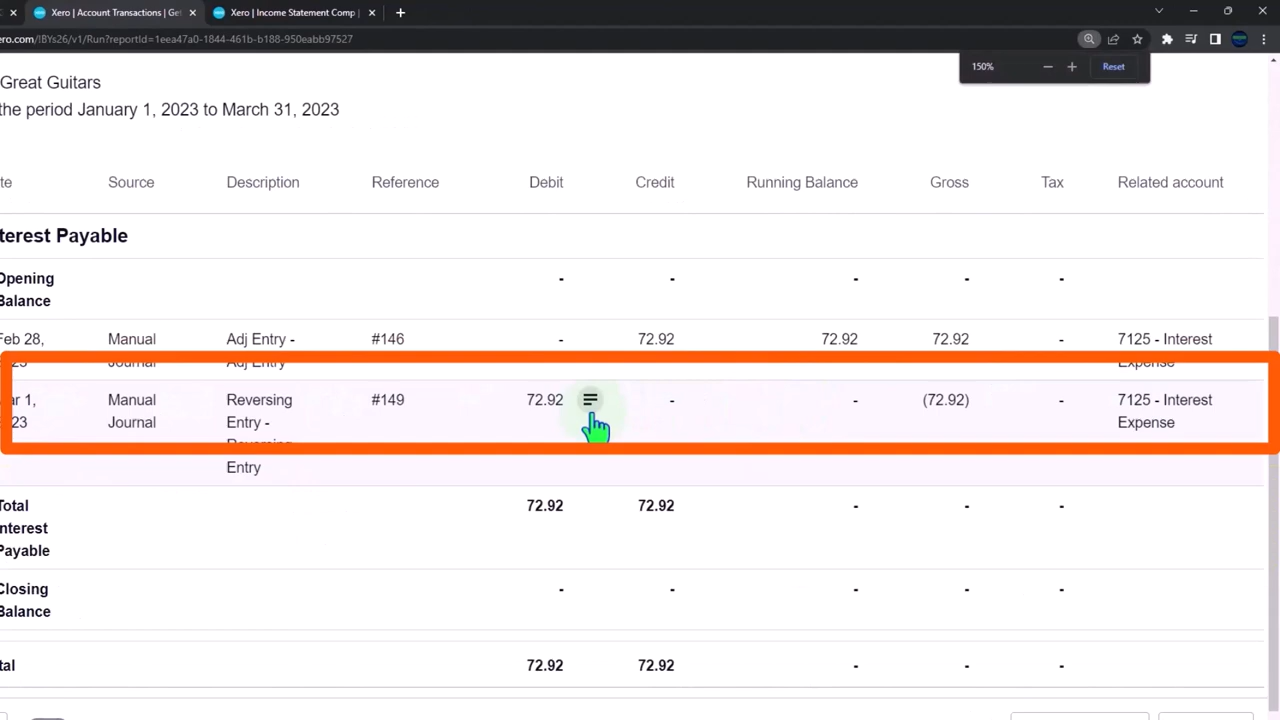 Xero | Account Transactions | Get
Xero | Income Statement Comp |
ero.com/!BYs26/v1/Run?reportId=1eea47a0-1844-461b-b188-950eabb97527
150%
Reset
Great Guitars
the period January 1, 2023 to March 31, 2023
te Source Description Reference Debit Credit Running Balance Gross Tax Related account
terest Payable
Opening - - - - -
Balance
Feb 28, Manual Adj Entry - #146 - 72.92 72.92 72.92 - 7125 - Interest
23 Journal Adj Entry Expense
ar 1, Manual Reversing #149 72.92 - - (72.92) - 7125 - Interest
23 Journal Entry - Expense
Reversing
Entry
Total 72.92 72.92 - - -
nterest
Payable
Closing - - - - -
Balance
tal 72.92 72.92 - - -